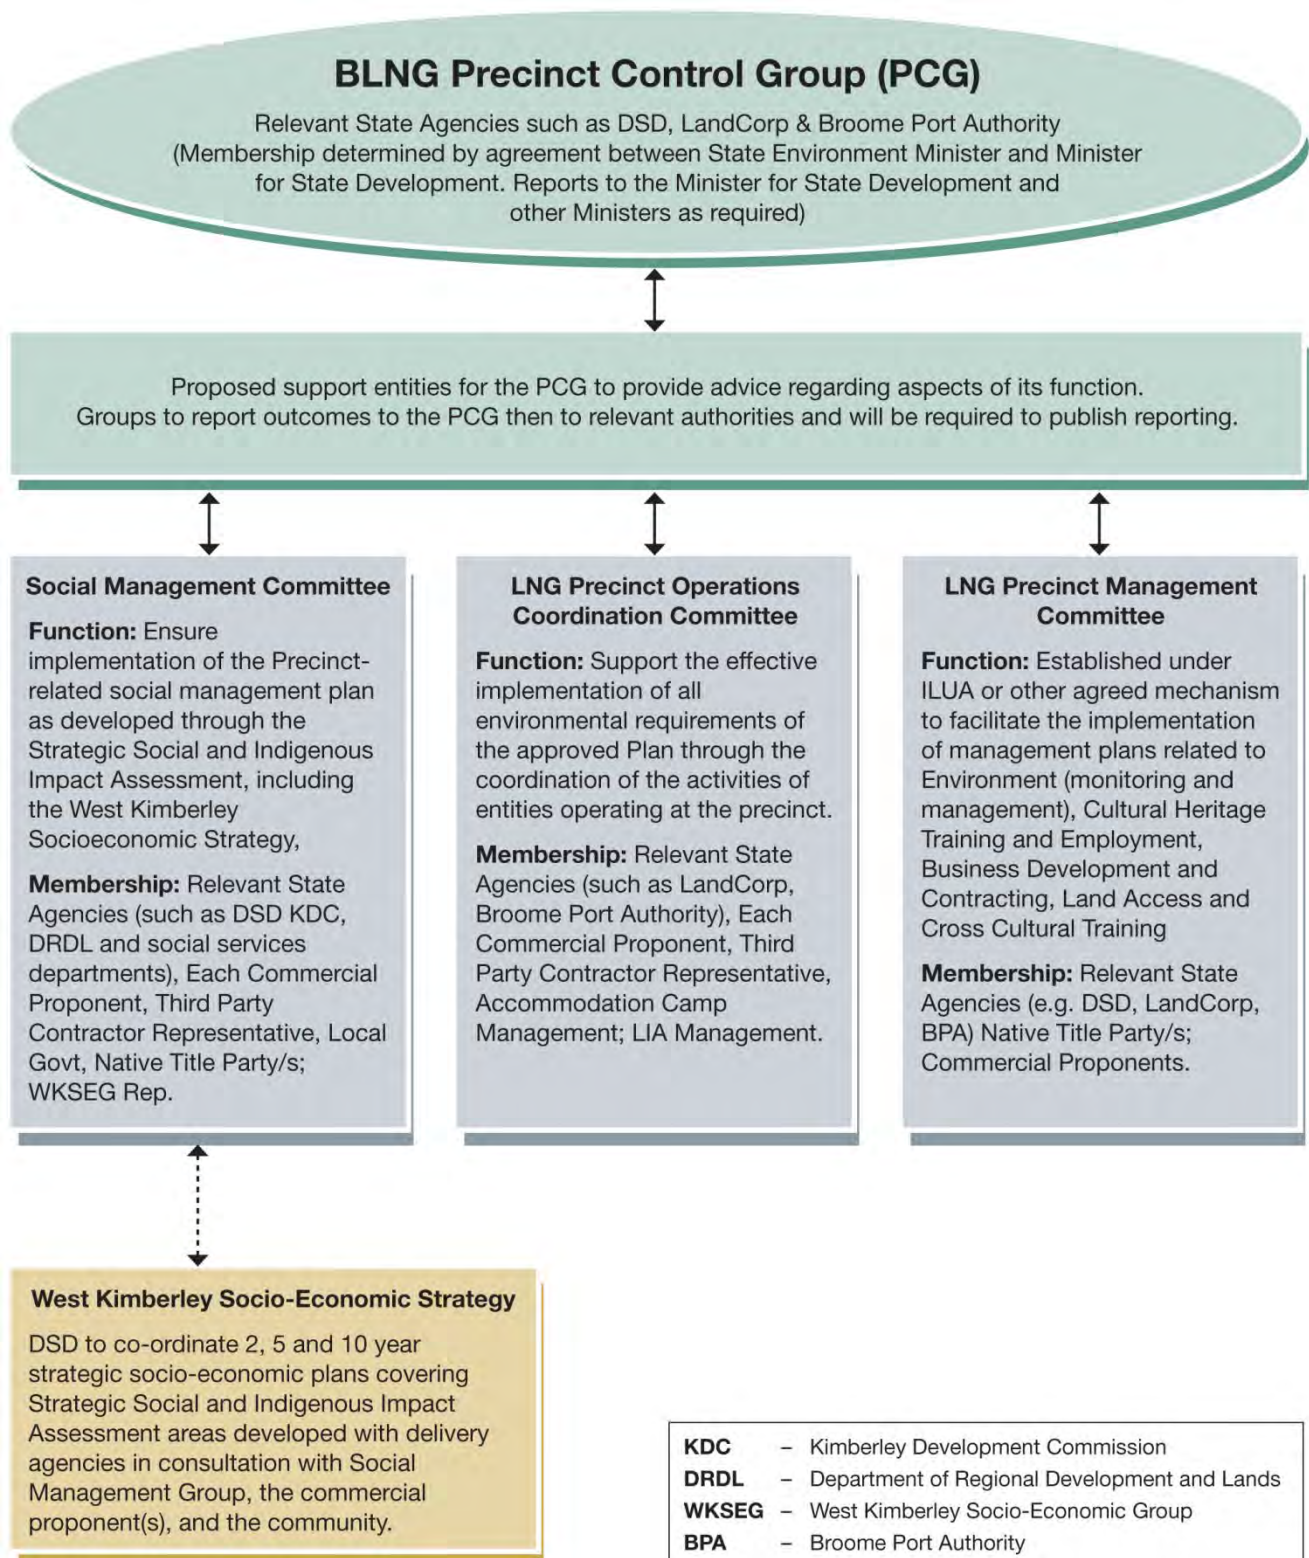 BLNG Precinct Control Group (PCG)
Relevant State Agencies such as DSD, LandCorp & Broome Port Authority
(Membership determined by agreement between State Environment Minister and Minister
for State Development. Reports to the Minister for State Development and
other Ministers as required)
Proposed support entities for the PCG to provide advice regarding aspects of its function.
Groups to report outcomes to the PCG then to relevant authorities and will be required to publish reporting.
Social Management Committee
Function: Ensure
implementation of the Precinct-
related social management plan
as developed through the
Strategic Social and Indigenous
Impact Assessment, including
the West Kimberley
Socioeconomic Strategy,
Membership: Relevant State
Agencies (such as DSD KDC,
DRDL and social services
departments), Each Commercial
Proponent, Third Party
Contractor Representative, Local
Govt, Native Title Party/s;
WKSEG Rep.
LNG Precinct Operations
Coordination Committee
Function: Support the effective
implementation of all
environmental requirements of
the approved Plan through the
coordination of the activities of
entities operating at the precinct.
Membership: Relevant State
Agencies (such as LandCorp,
Broome Port Authority), Each
Commercial Proponent, Third
Party Contractor Representative,
Accommodation Camp
Management; LIA Management.
LNG Precinct Management
Committee
Function: Established under
ILUA or other agreed mechanism
to facilitate the implementation
of management plans related to
Environment (monitoring and
management), Cultural Heritage
Training and Employment,
Business Development and
Contracting, Land Access and
Cross Cultural Training
Membership: Relevant State
Agencies (e.g. DSD, LandCorp,
BPA) Native Title Party/s;
Commercial Proponents.
West Kimberley Socio-Economic Strategy
DSD to co-ordinate 2, 5 and 10 year
strategic socio-economic plans covering
Strategic Social and Indigenous Impact
Assessment areas developed with delivery
agencies in consultation with Social
Management Group, the commercial
proponent(s), and the community.
KDC – Kimberley Development Commission
DRDL – Department of Regional Development and Lands
WKSEG – West Kimberley Socio-Economic Group
BPA – Broome Port Authority